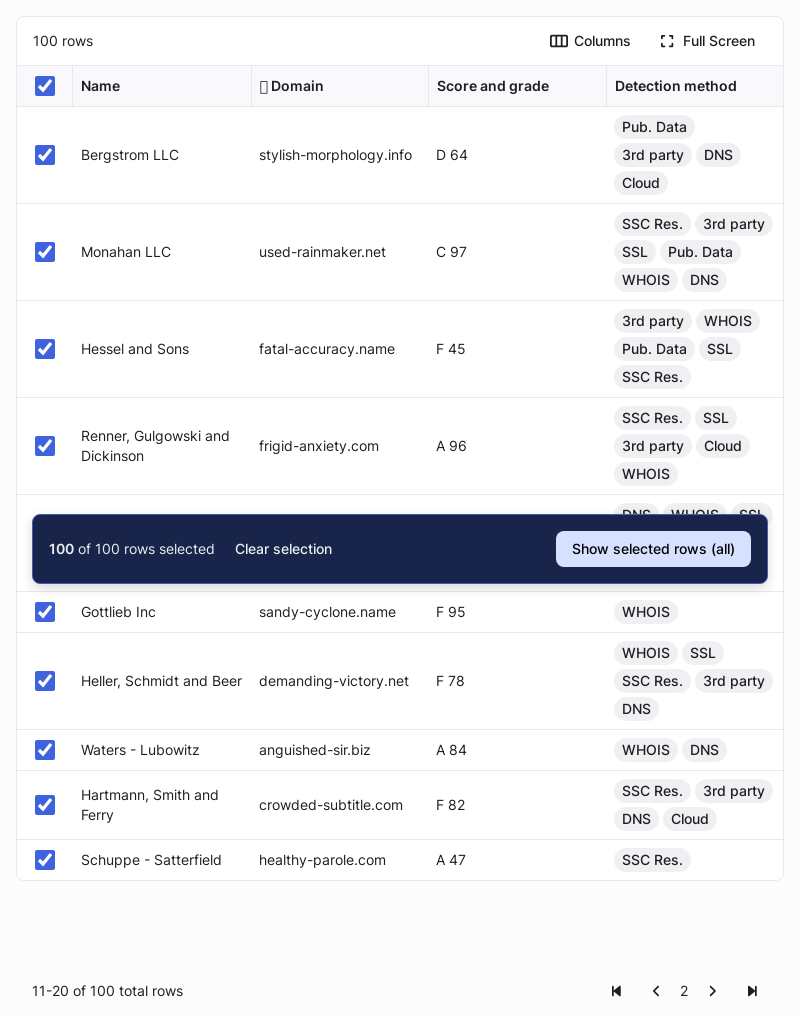 100 rows
Columns
Full Screen
Name
Domain
Score and grade
Detection method
Bergstrom LLC
stylish-morphology.info
D 64
Pub. Data
3rd party DNS
Cloud
Monahan LLC
used-rainmaker.net
C 97
SSC Res. 3rd party
SSL Pub. Data
WHOIS DNS
Hessel and Sons
fatal-accuracy.name
F 45
3rd party WHOIS
Pub. Data SSL
SSC Res.
Renner, Gulgowski and
Dickinson
frigid-anxiety.com
A 96
SSC Res. SSL
3rd party Cloud
WHOIS
DNS WHOIS SSL
100 of 100 rows selected
Clear selection
Show selected rows (all)
Gottlieb Inc
sandy-cyclone.name
F 95
WHOIS
Heller, Schmidt and Beer
demanding-victory.net
F 78
WHOIS SSL
SSC Res. 3rd party
DNS
Waters - Lubowitz
anguished-sir.biz
A 84
WHOIS DNS
Hartmann, Smith and
Ferry
crowded-subtitle.com
F 82
SSC Res. 3rd party
DNS Cloud
Schuppe - Satterfield
healthy-parole.com
A 47
SSC Res.
11-20 of 100 total rows
2